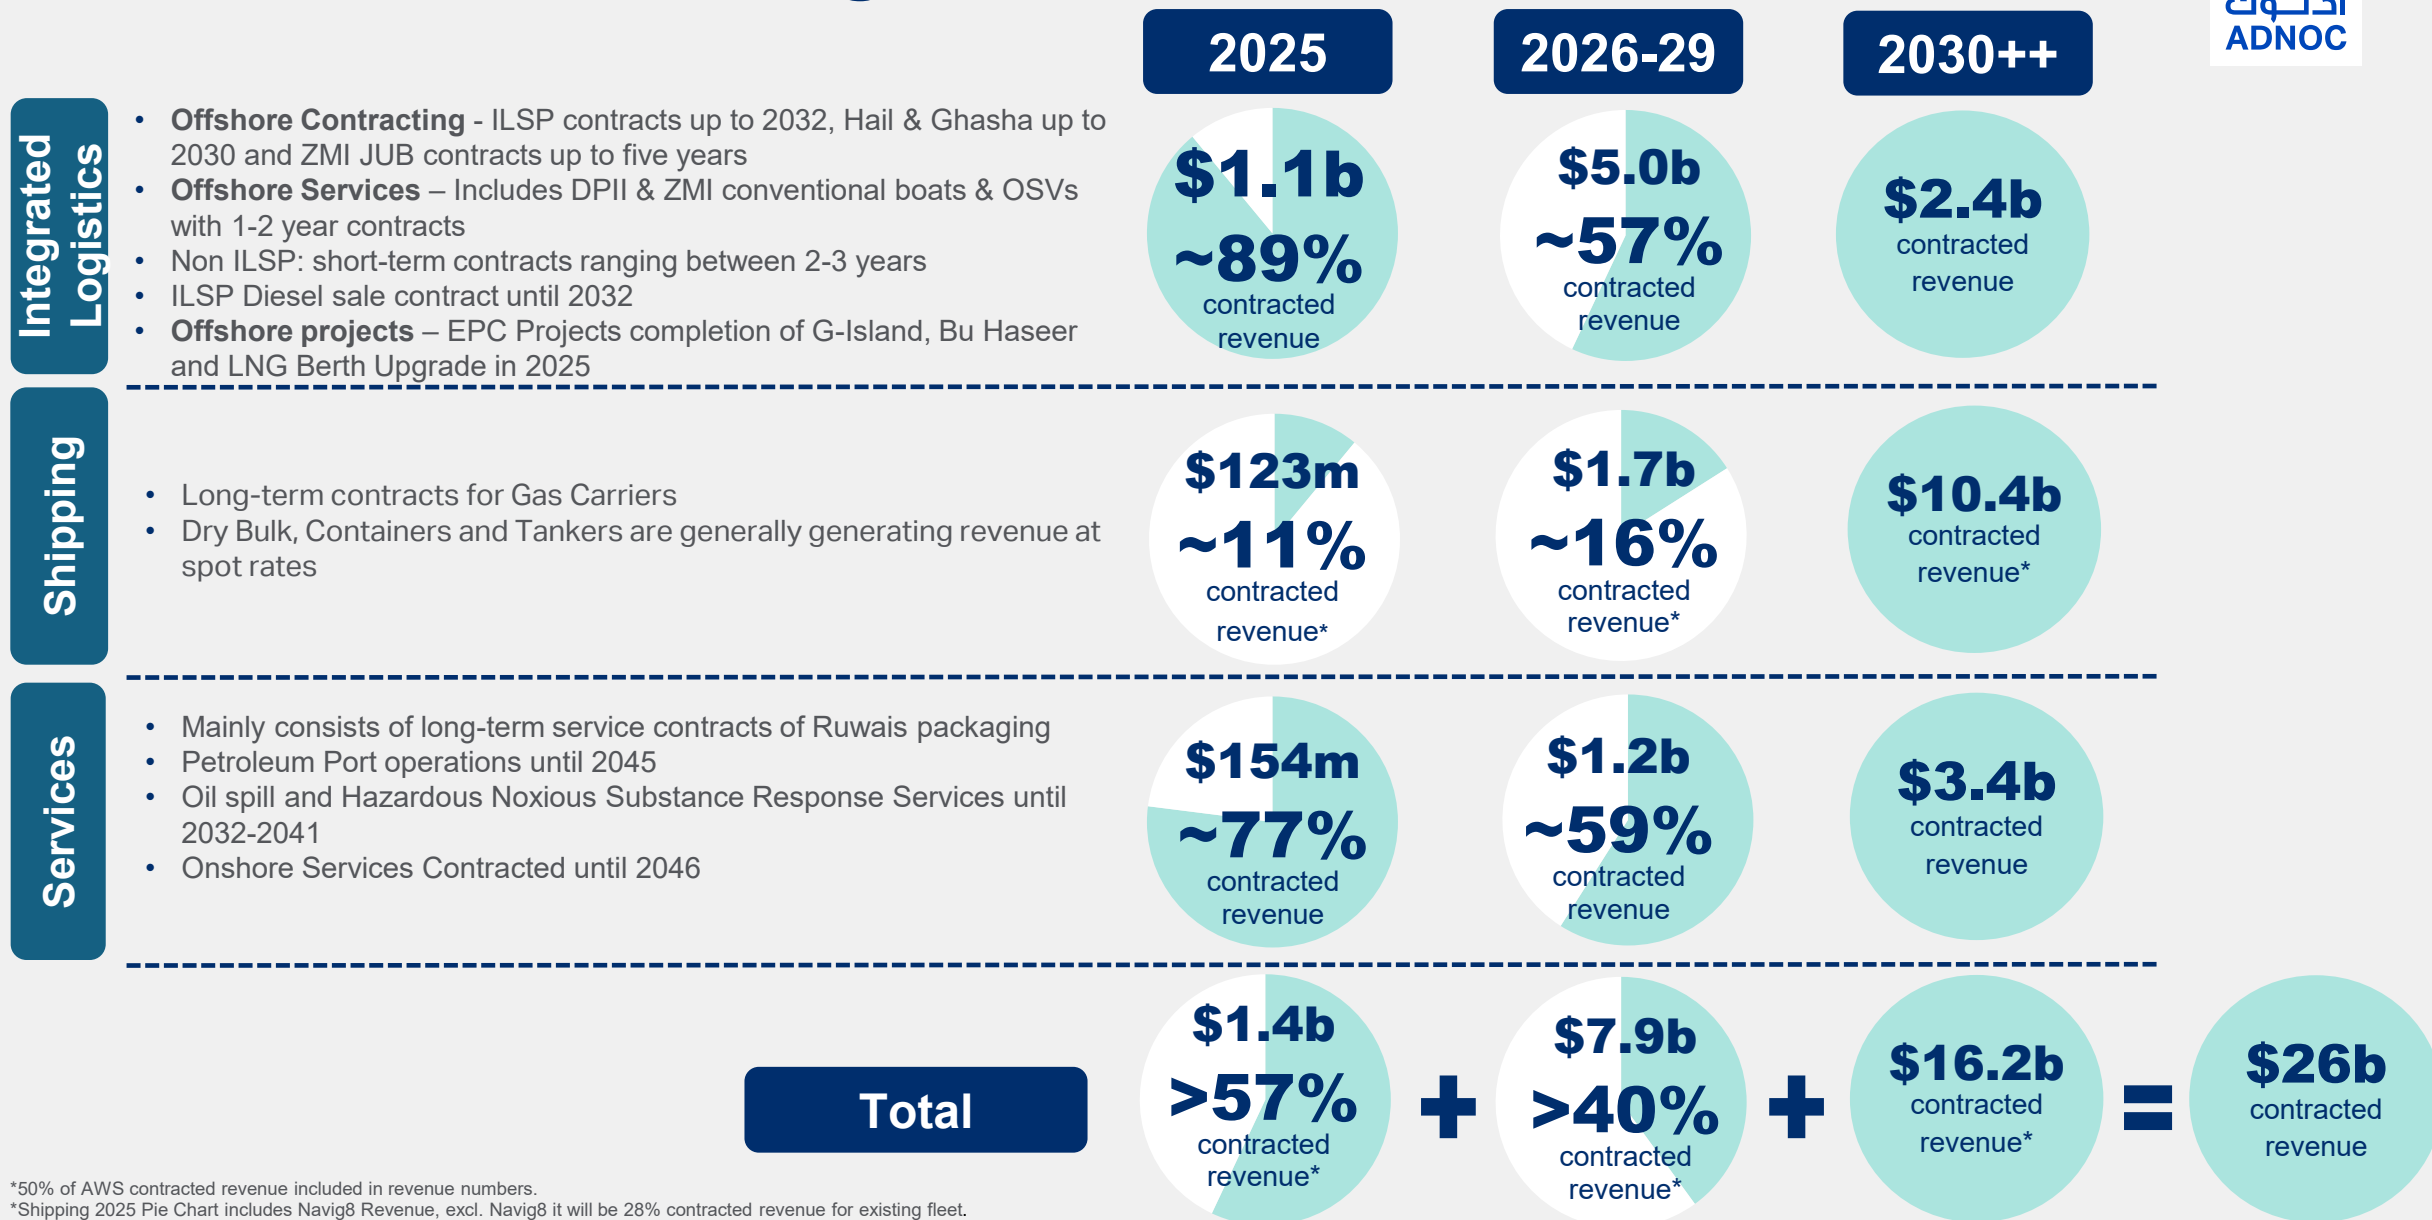 2025
2026-29
2030++
أدنوك
ADNOC
Integrated
Logistics
• Offshore Contracting - ILSP contracts up to 2032, Hail & Ghasha up to
2030 and ZMI JUB contracts up to five years
• Offshore Services – Includes DPII & ZMI conventional boats & OSVs
with 1-2 year contracts
• Non ILSP: short-term contracts ranging between 2-3 years
• ILSP Diesel sale contract until 2032
• Offshore projects – EPC Projects completion of G-Island, Bu Haseer
and LNG Berth Upgrade in 2025
$1.1b
~89%
contracted
revenue
$5.0b
~57%
contracted
revenue
$2.4b
contracted
revenue
Shipping
• Long-term contracts for Gas Carriers
• Dry Bulk, Containers and Tankers are generally generating revenue at
spot rates
$123m
~11%
contracted
revenue*
$1.7b
~16%
contracted
revenue*
$10.4b
contracted
revenue*
Services
• Mainly consists of long-term service contracts of Ruwais packaging
• Petroleum Port operations until 2045
• Oil spill and Hazardous Noxious Substance Response Services until
2032-2041
• Onshore Services Contracted until 2046
$154m
~77%
contracted
revenue
$1.2b
~59%
contracted
revenue
$3.4b
contracted
revenue
Total
$1.4b
>57%
contracted
revenue*
+
$7.9b
>40%
contracted
revenue*
+
$16.2b
contracted
revenue*
=
$26b
contracted
revenue
*50% of AWS contracted revenue included in revenue numbers.
*Shipping 2025 Pie Chart includes Navig8 Revenue, excl. Navig8 it will be 28% contracted revenue for existing fleet.